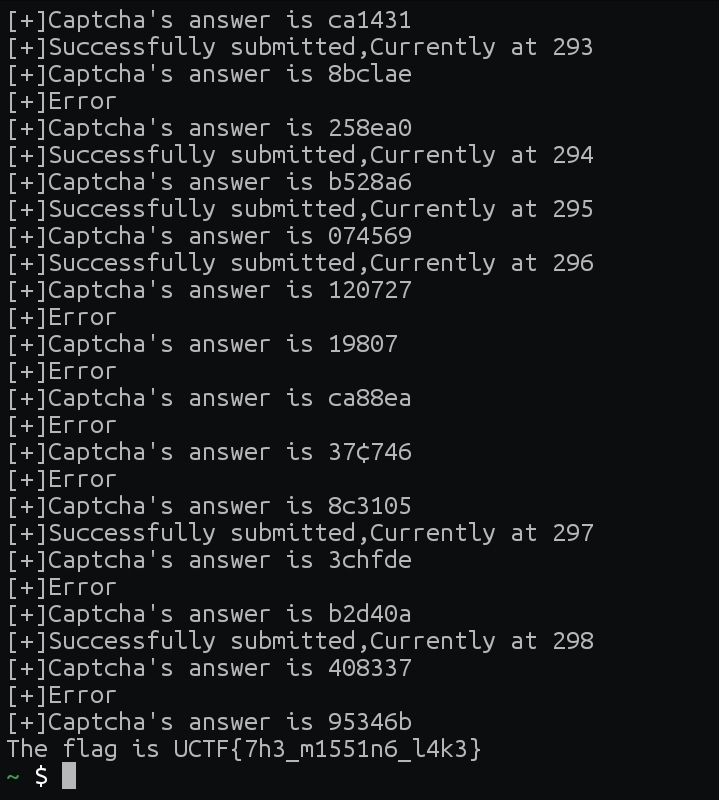 [+]Captcha's answer is ca1431
[+]Successfully submitted,Currently at 293
[+]Captcha's answer is 8bclae
[+]Error
[+]Captcha's answer is 258ea0
[+]Successfully submitted,Currently at 294
[+]Captcha's answer is b528a6
[+]Successfully submitted,Currently at 295
[+]Captcha's answer is 074569
[+]Successfully submitted,Currently at 296
[+]Captcha's answer is 120727
[+]Error
[+]Captcha's answer is 19807
[+]Error
[+]Captcha's answer is ca88ea
[+]Error
[+]Captcha's answer is 37¢746
[+]Error
[+]Captcha's answer is 8c3105
[+]Successfully submitted,Currently at 297
[+]Captcha's answer is 3chfde
[+]Error
[+]Captcha's answer is b2d40a
[+]Successfully submitted,Currently at 298
[+]Captcha's answer is 408337
[+]Error
[+]Captcha's answer is 95346b
The flag is UCTF{7h3_m1551n6_l4k3}
~ $